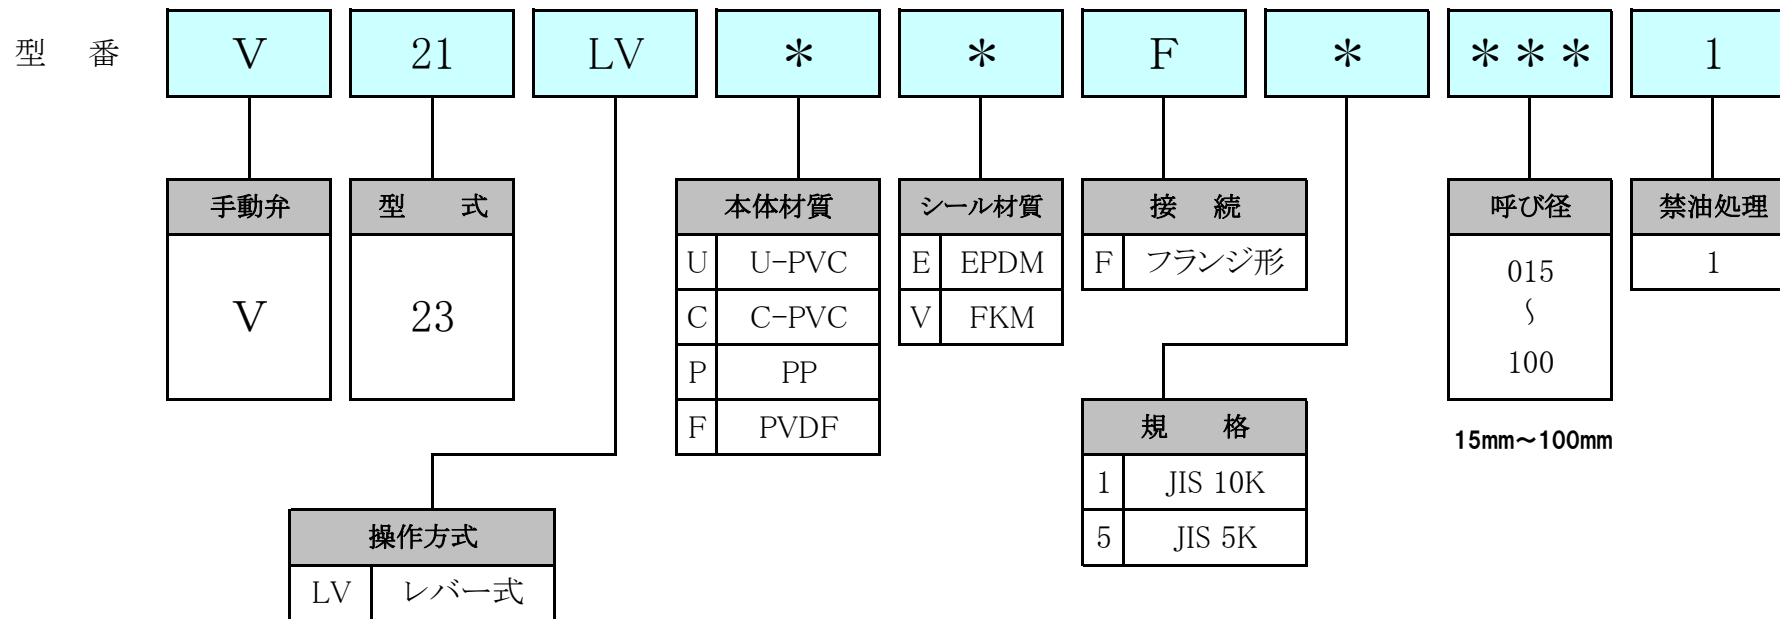 型 番 V 21 LV * * F * *** 1
手動弁 型 式 本体材質 シール材質 接 続 呼び径 禁油処理
V 23
U U-PVC
C C-PVC
P PP
F PVDF
E EPDM
V FKM
F フランジ形
015
~
100
1
15mm~100mm
規 格
1 JIS 10K
5 JIS 5K
操作方式
LV レバー式